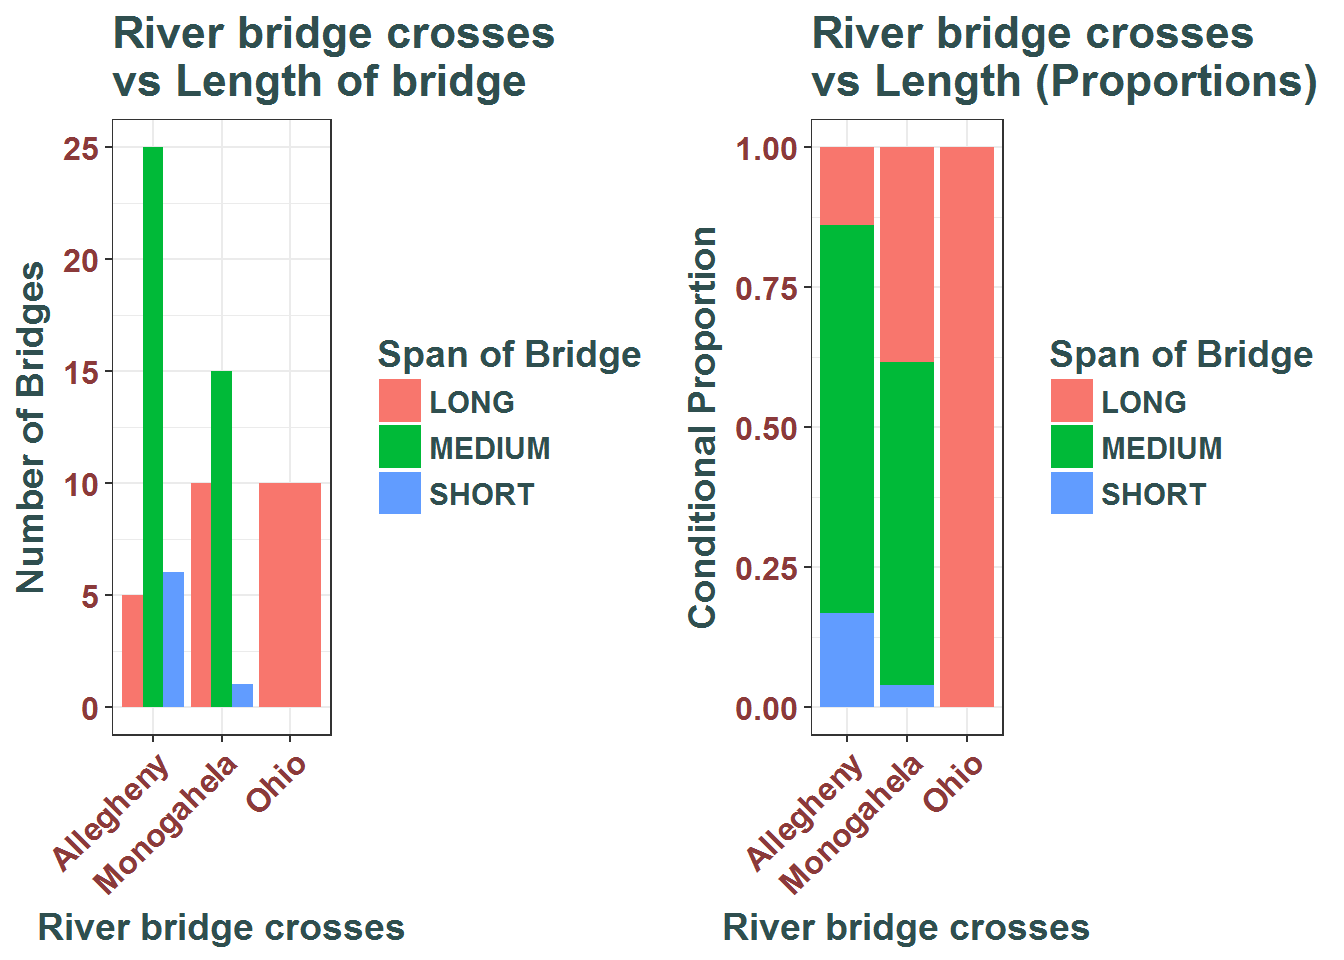 River bridge crosses
vs Length of bridge
Number of Bridges
25
20
15
10
5
0
Allegheny
Monogahela
Ohio
River bridge crosses
Span of Bridge
LONG
MEDIUM
SHORT
River bridge crosses
vs Length (Proportions)
Conditional Proportion
1.00
0.75
0.50
0.25
0.00
Allegheny
Monogahela
Ohio
River bridge crosses
Span of Bridge
LONG
MEDIUM
SHORT